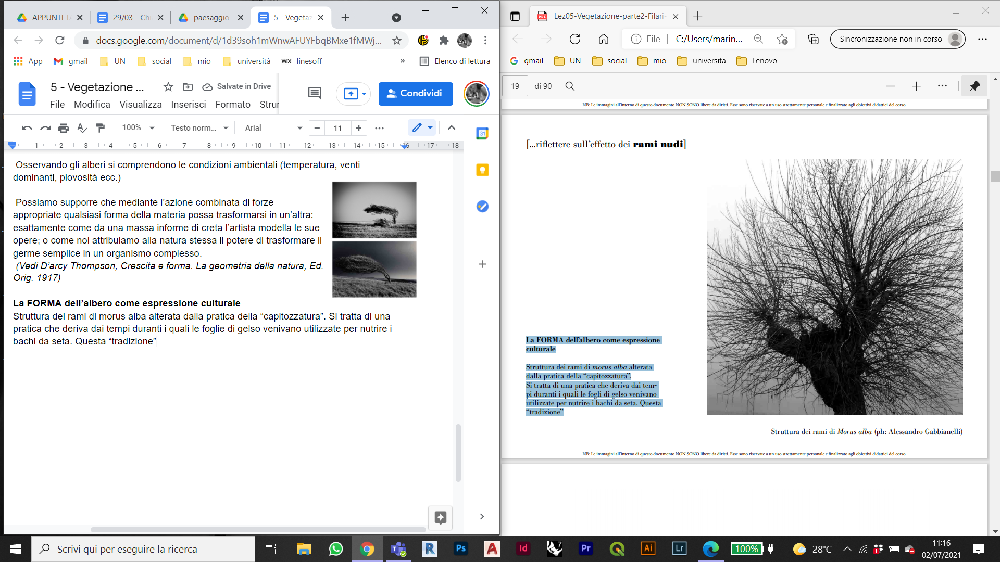 APPUNTI TA
29/03 - Chi
paesaggio
5 - Vegetaz
docs.google.com/document/d/1d39soh1mWnwAFUYFbqBMxe1fMWj...
App
gmail
UN
social
mio
università
WIX linesoff
»
Elenco di lettura
5 - Vegetazione ...
Salvate in Drive
File Modifica Visualizza Inserisci Formato Strur
Condividi
100% Testo norm... Arial 11
1 2 3 4 5 6 7 8 9 10 11 12 13 14 15 16 17 18
Osservando gli alberi si comprendono le condizioni ambientali (temperatura, venti
dominanti, piovosità ecc.)
Possiamo supporre che mediante l’azione combinata di forze
appropriate qualsiasi forma della materia possa trasformarsi in un’altra:
esattamente come da una massa informe di creta l’artista modella le sue
opere; o come noi attribuiamo alla natura stessa il potere di trasformare il
germe semplice in un organismo complesso.
(Vedi D’arcy Thompson, Crescita e forma. La geometria della natura, Ed.
Orig. 1917)
La FORMA dell’albero come espressione culturale
Struttura dei rami di morus alba alterata dalla pratica della “capitozzatura”. Si tratta di una
pratica che deriva dai tempi duranti i quali le foglie di gelso venivano utilizzate per nutrire i
bachi da seta. Questa “tradizione”
31
PDF
Lez05-Vegetazione-parte2-Filari-
File C:/Users/marin...
Sincronizzazione non in corso
gmail
UN
social
mio
università
Lenovo
19 di 90
NB: Le immagini all'interno di questo documento NON SONO libere da diritti. Esse sono riservate a un uso strettamente personale e finalizzato agli obiettivi didattici del corso.
[...riflettere sull’effetto dei rami nudi]
La FORMA dell’albero come espressione
culturale
Struttura dei rami di morus alba alterata
dalla pratica della “capitozzatura”.
Si tratta di una pratica che deriva dai tem-
pi duranti i quali le fogli di gelso venivano
utilizzate per nutrire i bachi da seta. Questa
“tradizione”
Struttura dei rami di Morus alba (ph: Alessandro Gabbianelli)
NB: Le immagini all'interno di questo documento NON SONO libere da diritti. Esse sono riservate a un uso strettamente personale e finalizzato agli obiettivi didattici del corso.
Scrivi qui per eseguire la ricerca
R
Ps
A
Id
7
Pr
Ai
Lr
100%
28°C
1
11:16
02/07/2021